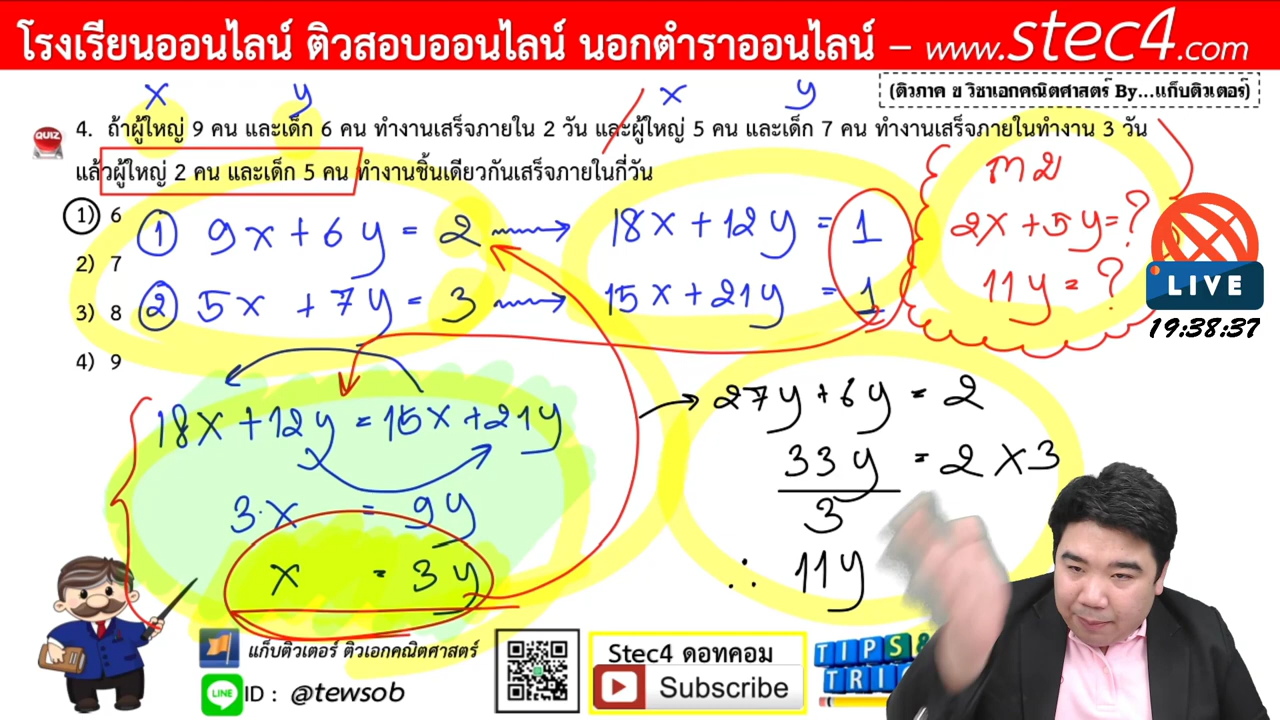 โรงเรียนออนไลน์ ติวสอบออนไลน์ นอกตำราออนไลน์ – www.stec4.com
(ติวภาค ข วิชาเอกคณิตศาสตร์ By...แก็บติวเตอร์)
x y x y
QUIZ
4. ถ้าผู้ใหญ่ 9 คน และเด็ก 6 คน ทำงานเสร็จภายใน 2 วัน และผู้ใหญ่ 5 คน และเด็ก 7 คน ทำงานเสร็จภายในทำงาน 3 วัน
แล้วผู้ใหญ่ 2 คน และเด็ก 5 คน ทำงานชิ้นเดียวกันเสร็จภายในกี่วัน
1) 6
2) 7
3) 8
4) 9
① 9x + 6y = 2 → 18x + 12y = 1
② 5x + 7y = 3 → 15x + 21y = 1
2x + 5y = ?
11y = ?
LIVE
19:38:37
18x + 12y = 15x + 21y
3·x = 9y
x = 3y
→ 27y + 6y = 2
33y = 2 x 3
3
∴ 11y
แก็บติวเตอร์ ติวเอกคณิตศาสตร์
LINE ID : @tewsob
Stec4 ดอทคอม
Subscribe
TIPS &